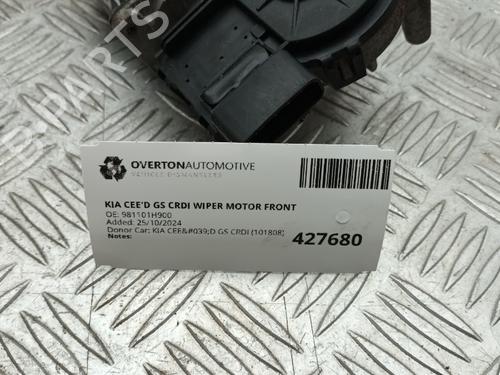 PARTS
OVERTONAUTOMOTIVE
VEHICLE DISMANTLERS
KIA CEE'D GS CRDI WIPER MOTOR FRONT
OE: 981101H900
Added: 25/10/2024
Donor Car: KIA CEE&#039;D GS CRDI (101808)
Notes:
427680